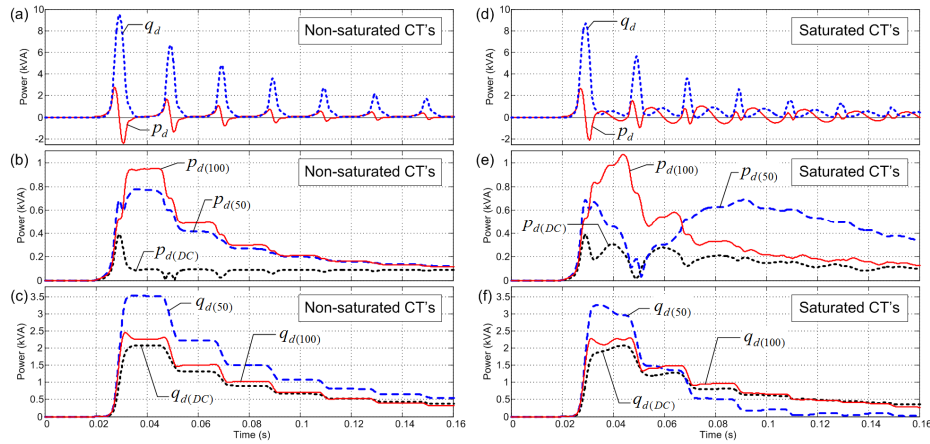 (a) Non-saturated CT's
Power (kVA)
10
8
6
4
2
0
-2
q_d
p_d
(b) Non-saturated CT's
Power (kVA)
1
0.8
0.6
0.4
0.2
0
p_d(100)
p_d(50)
p_d(DC)
(c) Non-saturated CT's
Power (kVA)
3.5
3
2.5
2
1.5
1
0.5
0
q_d(50)
q_d(100)
q_d(DC)
0 0.02 0.04 0.06 0.08 0.1 0.12 0.14 0.16
Time (s)
(d) Saturated CT's
Power (kVA)
10
8
6
4
2
0
-2
q_d
p_d
(e) Saturated CT's
Power (kVA)
1
0.8
0.6
0.4
0.2
0
p_d(100)
p_d(50)
p_d(DC)
(f) Saturated CT's
Power (kVA)
3.5
3
2.5
2
1.5
1
0.5
0
q_d(50)
q_d(100)
q_d(DC)
0 0.02 0.04 0.06 0.08 0.1 0.12 0.14 0.16
Time (s)